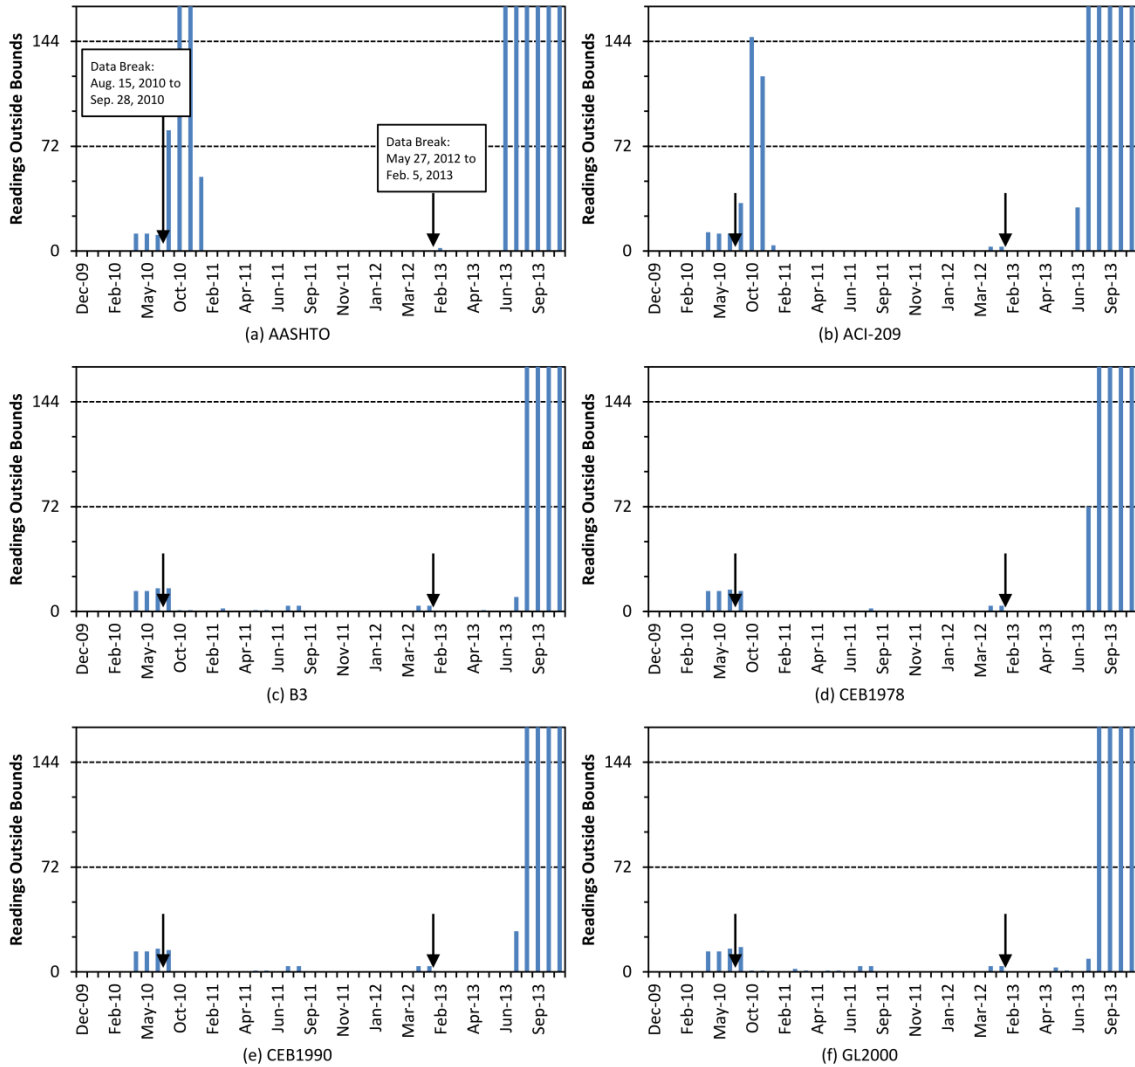 Readings Outside Bounds
144
72
0
Data Break:
Aug. 15, 2010 to
Sep. 28, 2010
Data Break:
May 27, 2012 to
Feb. 5, 2013
Dec-09
Feb-10
May-10
Oct-10
Feb-11
Apr-11
Jun-11
Sep-11
Nov-11
Jan-12
Mar-12
Feb-13
Apr-13
Jun-13
Sep-13
(a) AASHTO
Readings Outside Bounds
144
72
0
Dec-09
Feb-10
May-10
Oct-10
Feb-11
Apr-11
Jun-11
Sep-11
Nov-11
Jan-12
Mar-12
Feb-13
Apr-13
Jun-13
Sep-13
(b) ACI-209
Readings Outside Bounds
144
72
0
Dec-09
Feb-10
May-10
Oct-10
Feb-11
Apr-11
Jun-11
Sep-11
Nov-11
Jan-12
Mar-12
Feb-13
Apr-13
Jun-13
Sep-13
(c) B3
Readings Outside Bounds
144
72
0
Dec-09
Feb-10
May-10
Oct-10
Feb-11
Apr-11
Jun-11
Sep-11
Nov-11
Jan-12
Mar-12
Feb-13
Apr-13
Jun-13
Sep-13
(d) CEB1978
Readings Outside Bounds
144
72
0
Dec-09
Feb-10
May-10
Oct-10
Feb-11
Apr-11
Jun-11
Sep-11
Nov-11
Jan-12
Mar-12
Feb-13
Apr-13
Jun-13
Sep-13
(e) CEB1990
Readings Outside Bounds
144
72
0
Dec-09
Feb-10
May-10
Oct-10
Feb-11
Apr-11
Jun-11
Sep-11
Nov-11
Jan-12
Mar-12
Feb-13
Apr-13
Jun-13
Sep-13
(f) GL2000